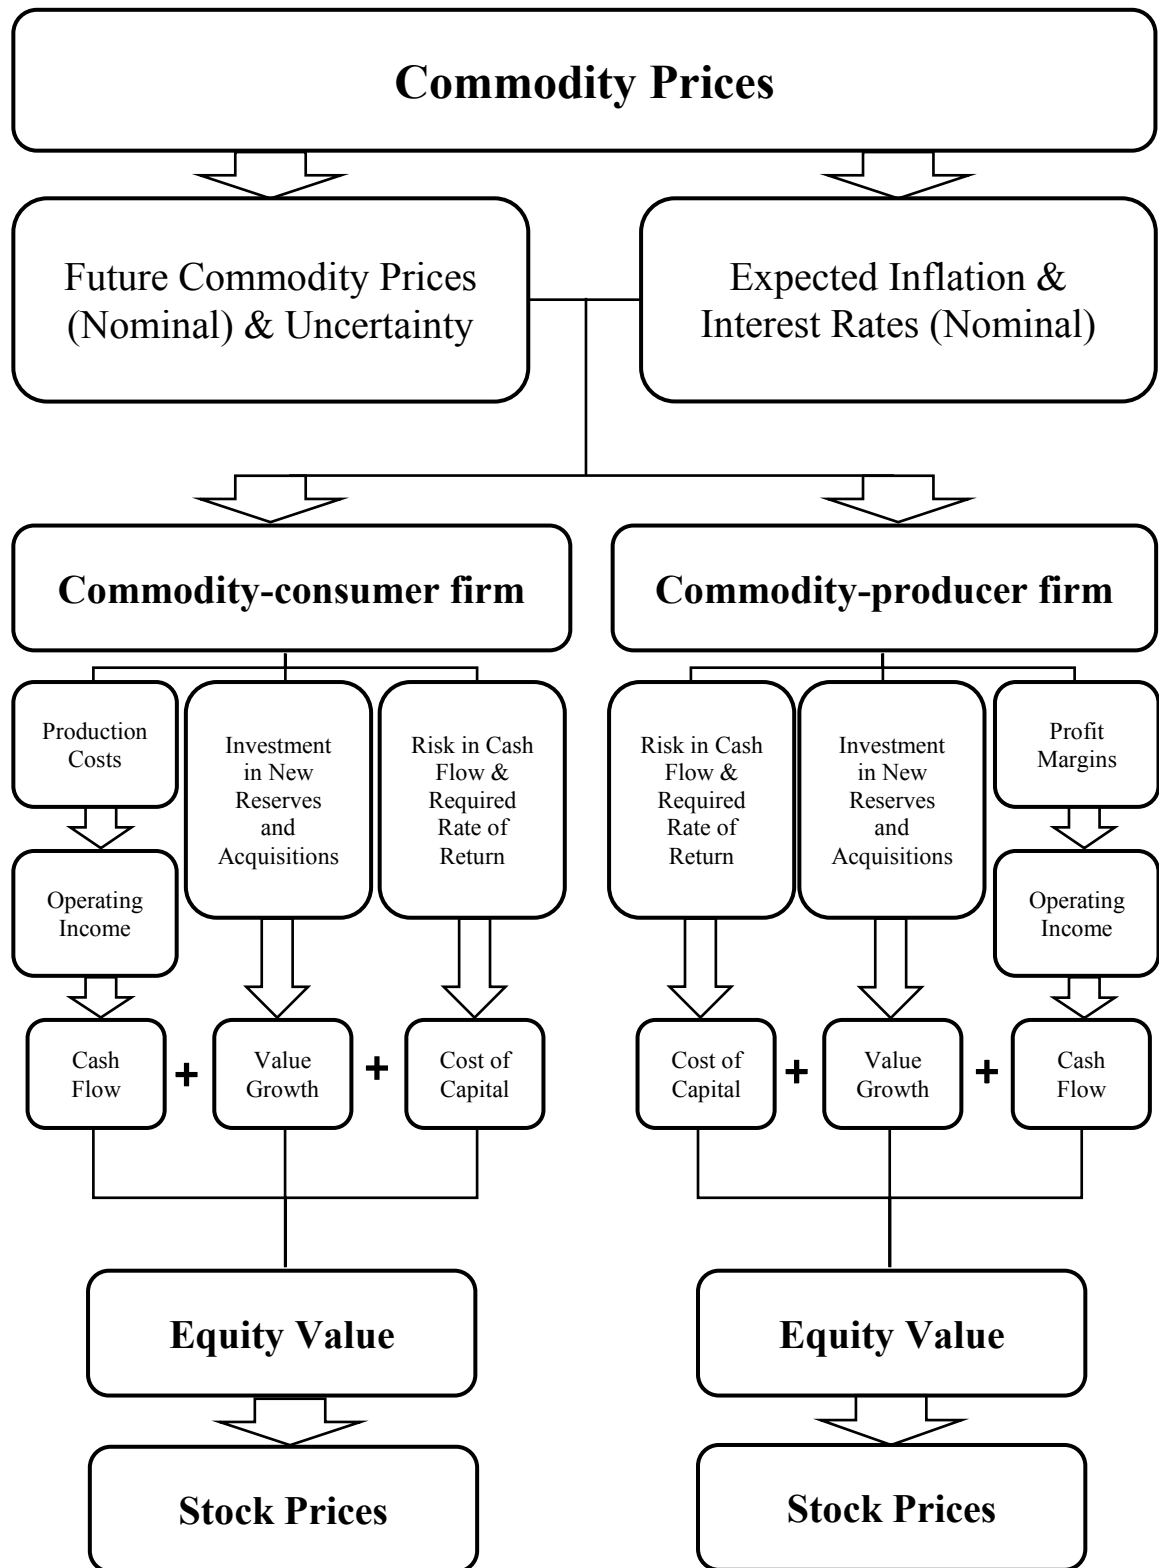 Commodity Prices
Future Commodity Prices
(Nominal) & Uncertainty
Expected Inflation &
Interest Rates (Nominal)
Commodity-consumer firm
Commodity-producer firm
Production
Costs
Investment
in New
Reserves
and
Acquisitions
Risk in Cash
Flow &
Required
Rate of
Return
Risk in Cash
Flow &
Required
Rate of
Return
Investment
in New
Reserves
and
Acquisitions
Profit
Margins
Operating
Income
Operating
Income
Cash
Flow
+
Value
Growth
+
Cost of
Capital
Cost of
Capital
+
Value
Growth
+
Cash
Flow
Equity Value
Equity Value
Stock Prices
Stock Prices